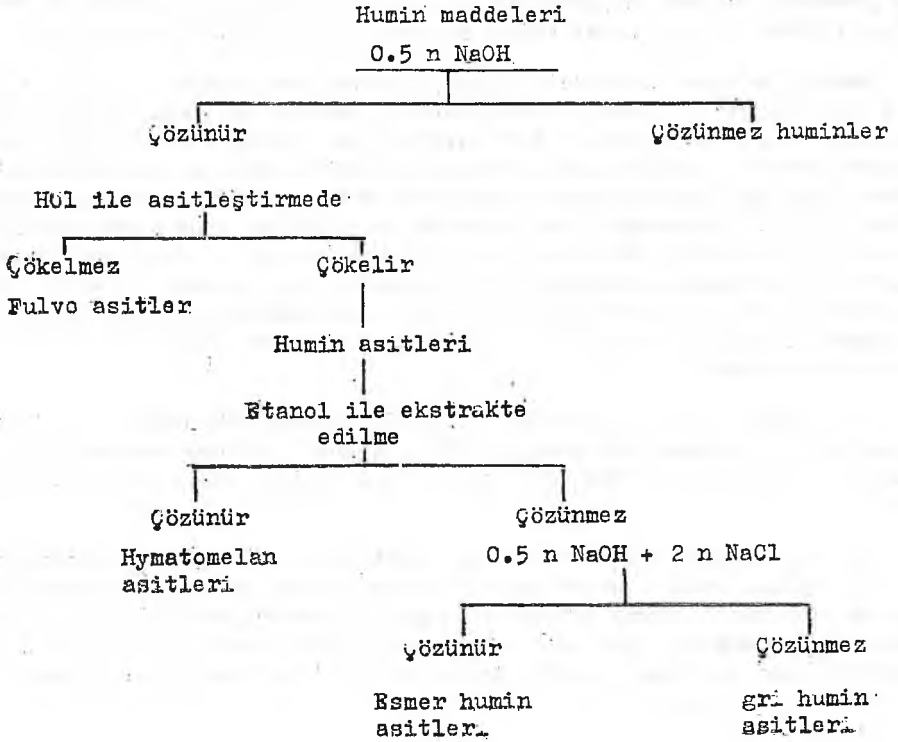 Humin maddeleri
0.5 n NaOH
Çözünür
Çözünmez huminler
HCl ile asitleştirmede
Çökelmez
Çökelir
Fulvo asitler
Humin asitleri
Etanol ile ekstrakte
edilme
Çözünür
Çözünmez
Hymatomelan
asitleri
0.5 n NaOH + 2 n NaCl
Çözünür
Çözünmez
Esmer humin
asitleri
gri humin
asitleri